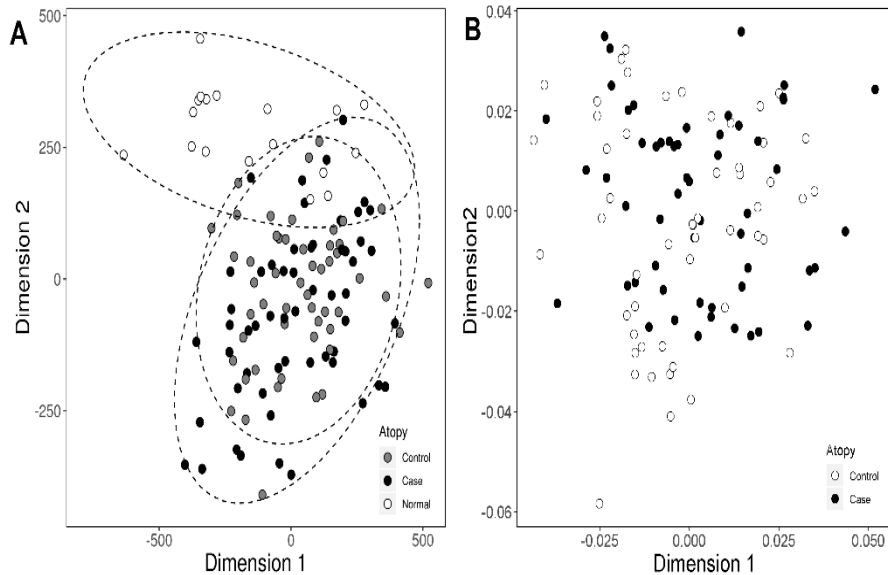 A
500
250
0
-250
Dimension 2
-500
0
500
Dimension 1
Atopy
Control
Case
Normal
B
0.04
0.02
0.00
-0.02
-0.04
-0.06
Dimension2
-0.025
0.000
0.025
0.050
Dimension 1
Atopy
Control
Case